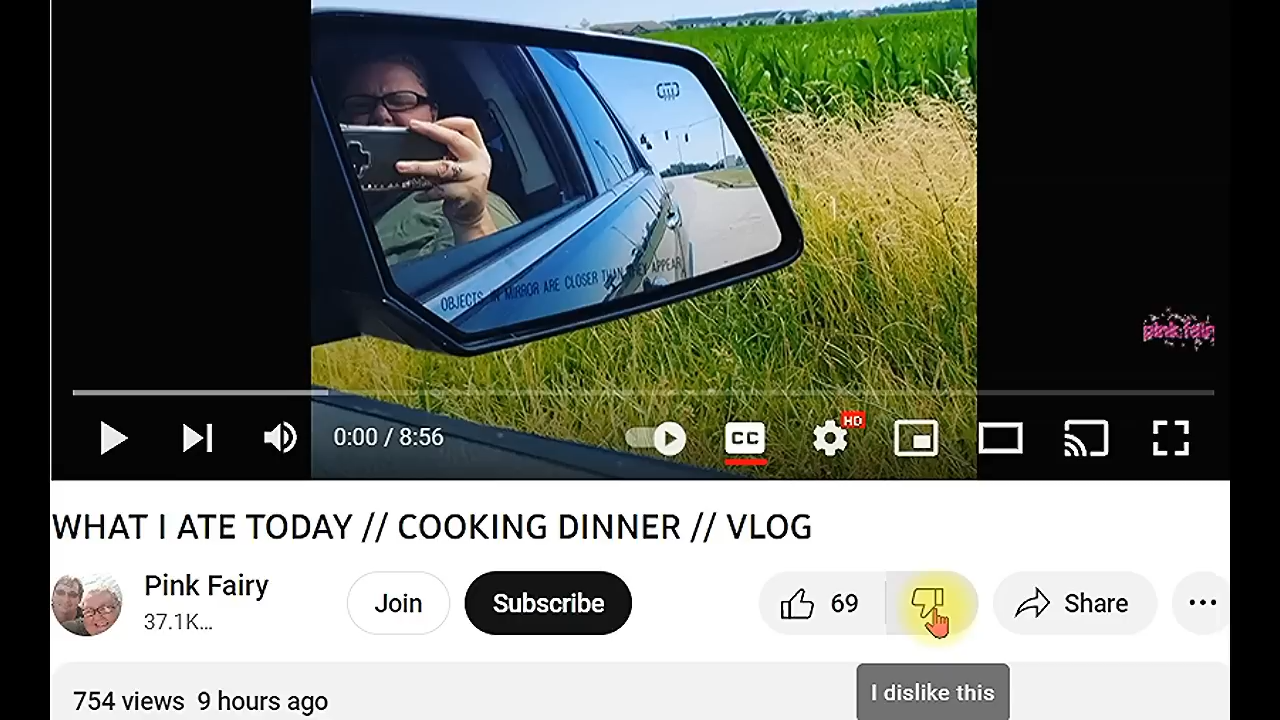 OBJECTS IN MIRROR ARE CLOSER THAN THEY APPEAR
pink fairy
HD
0:00 / 8:56
CC
WHAT I ATE TODAY // COOKING DINNER // VLOG
Pink Fairy
37.1K...
Join
Subscribe
69
Share
...
I dislike this
754 views 9 hours ago